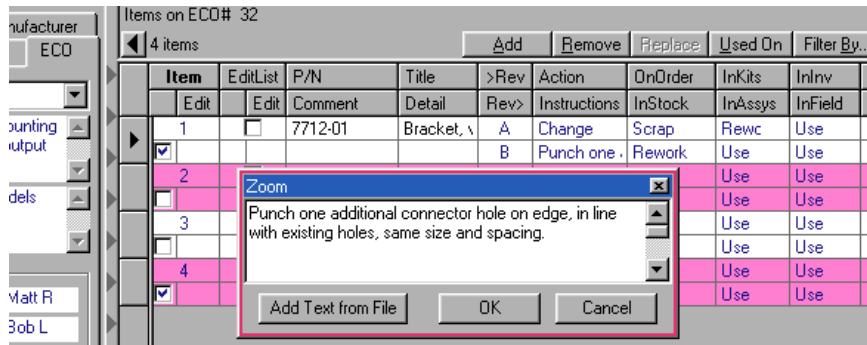 Items on ECO# 32
nufacturer
ECO
4 items Add Remove Replace Used On Filter By..
Item EditList P/N Title >Rev Action OnOrder InKits InInv
Edit Edit Comment Detail Rev> Instructions InStock InAssys InField
1 7712-01 Bracket, A Change Scrap Rewc Use
B Punch one Rework Use Use
2 Use Use
Use Use
3 Use Use
Use Use
4 Use Use
Use Use
ounting
utput
dels
Matt R
Bob L
Zoom
Punch one additional connector hole on edge, in line
with existing holes, same size and spacing.
Add Text from File OK Cancel